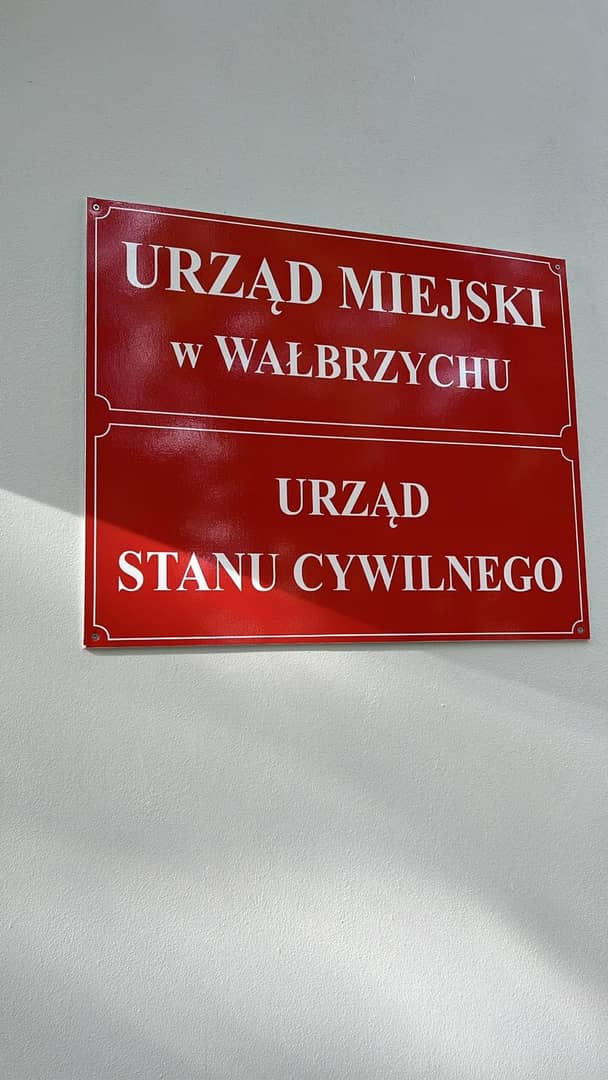 URZĄD MIEJSKI
w WAŁBRZYCHU
URZĄD
STANU CYWILNEGO